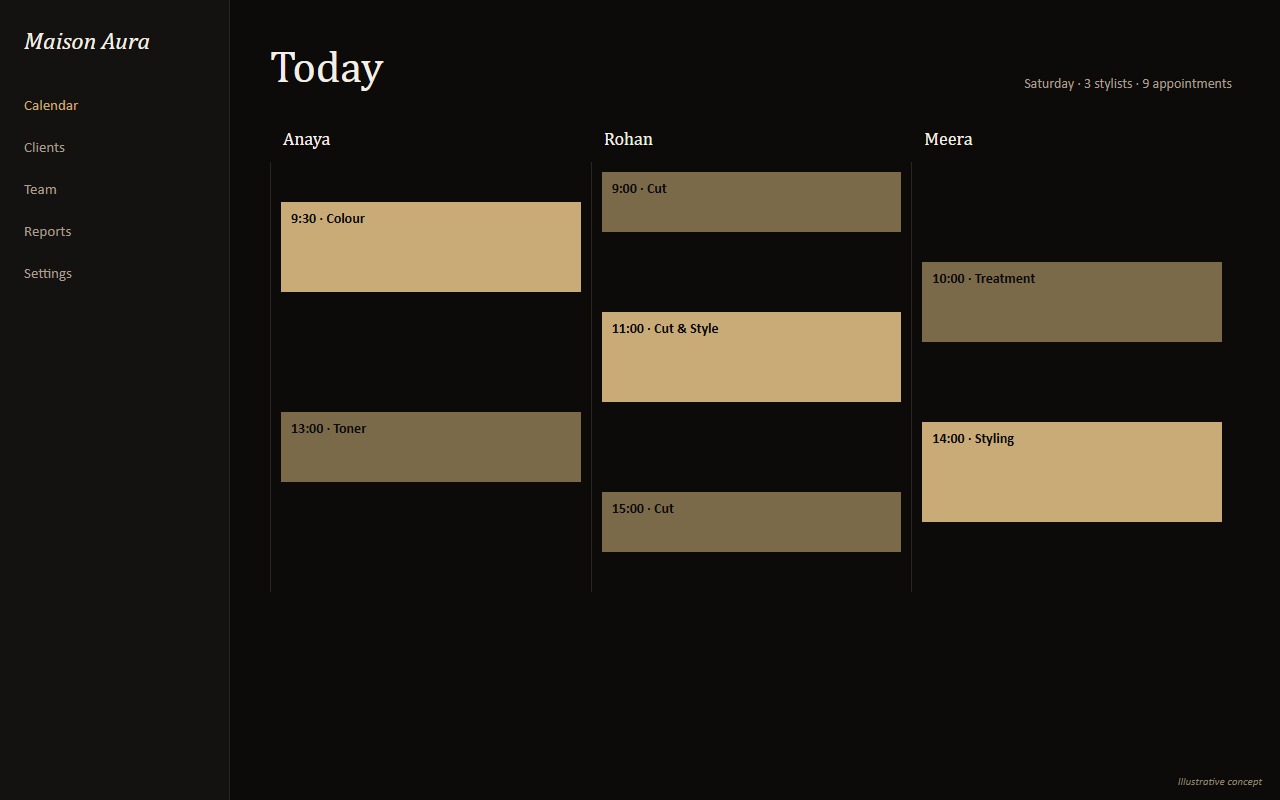 Maison Aura
Calendar
Clients
Team
Reports
Settings
Today
Saturday · 3 stylists · 9 appointments
Anaya
9:30 · Colour
13:00 · Toner
Rohan
9:00 · Cut
11:00 · Cut & Style
15:00 · Cut
Meera
10:00 · Treatment
14:00 · Styling
Illustrative concept